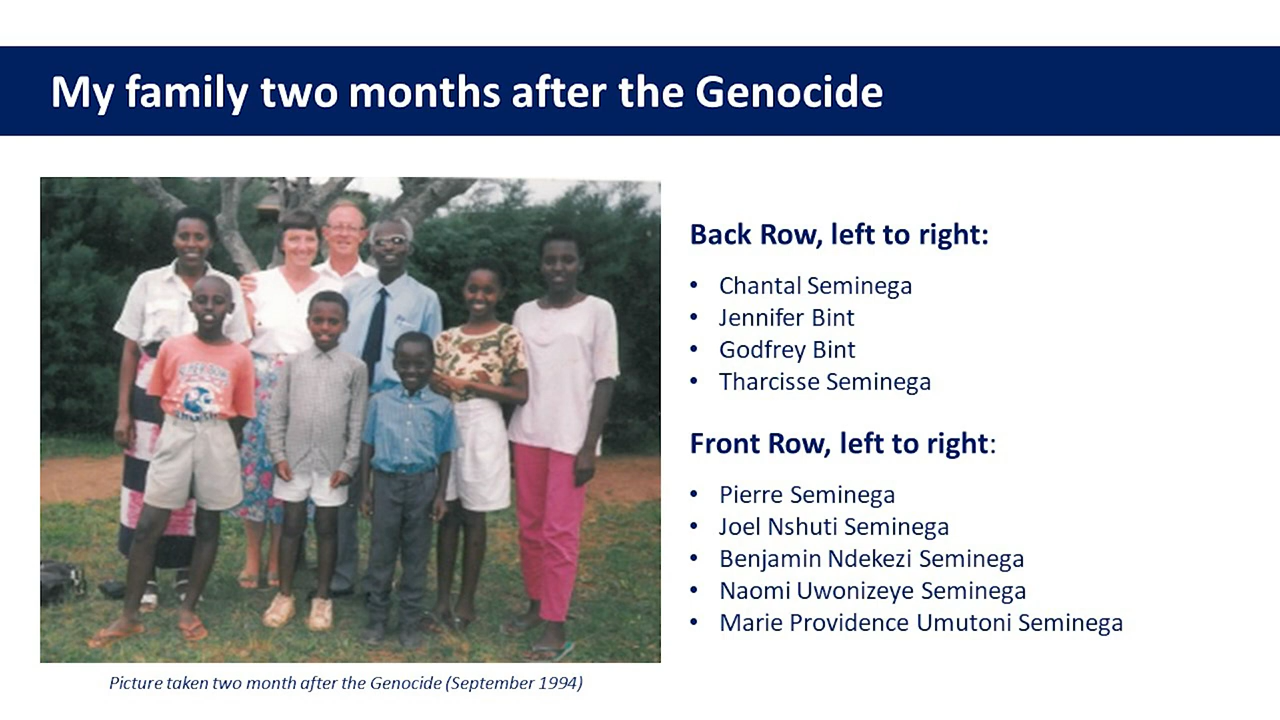 My family two months after the Genocide
Back Row, left to right:
• Chantal Seminega
• Jennifer Bint
• Godfrey Bint
• Tharcisse Seminega
Front Row, left to right:
• Pierre Seminega
• Joel Nshuti Seminega
• Benjamin Ndekezi Seminega
• Naomi Uwonizeye Seminega
• Marie Providence Umutoni Seminega
Picture taken two month after the Genocide (September 1994)